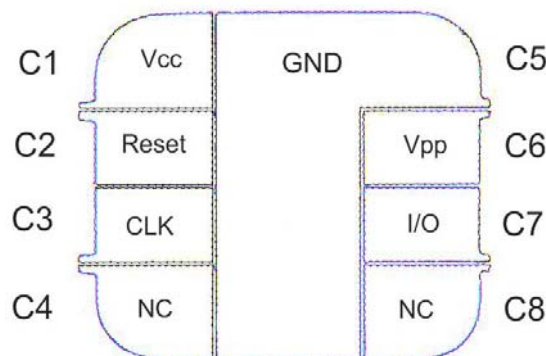 C1 Vcc GND C5
C2 Reset Vpp C6
C3 CLK I/O C7
C4 NC NC C8